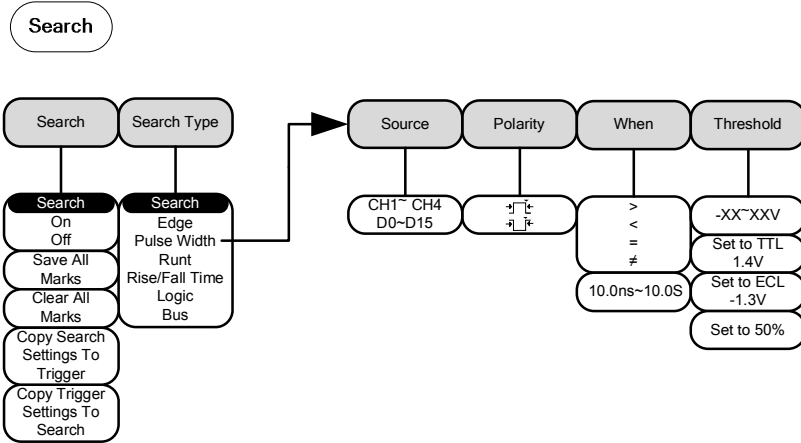 Search
Search
Search Type
Source
Polarity
When
Threshold
Search
On
Off
Save All
Marks
Clear All
Marks
Copy Search
Settings To
Trigger
Copy Trigger
Settings To
Search
Search
Edge
Pulse Width
Runt
Rise/Fall Time
Logic
Bus
CH1~ CH4
D0~D15
>
<
=
≠
10.0ns~10.0S
-XX~XXV
Set to TTL
1.4V
Set to ECL
-1.3V
Set to 50%